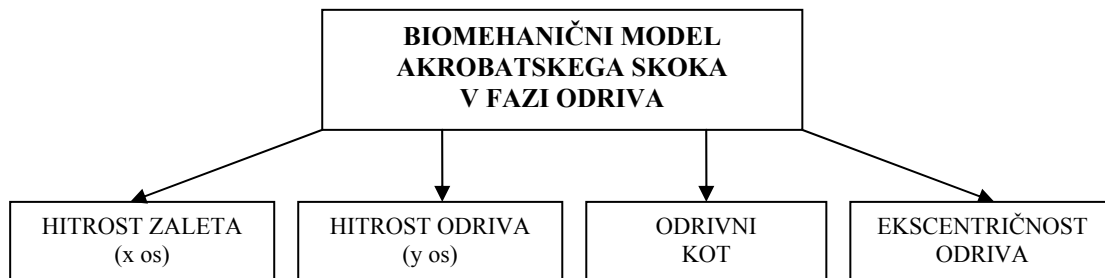 BIOMEHANIČNI MODEL
AKROBATSKEGA SKOKA
V FAZI ODRIVA
HITROST ZALETA
(x os)
HITROST ODRIVA
(y os)
ODRIVNI
KOT
EKSCENTRIČNOST
ODRIVA